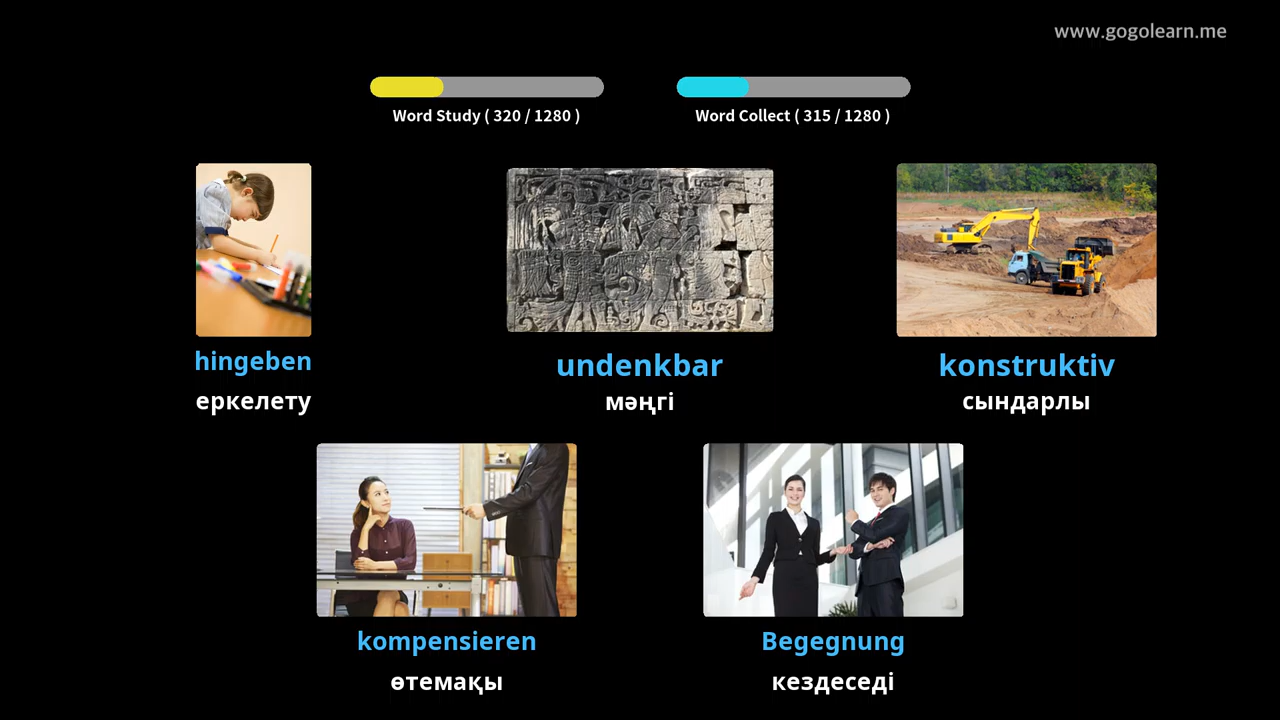 www.gogolearn.me
Word Study ( 320 / 1280 )
Word Collect ( 315 / 1280 )
hingeben
еркелету
undenkbar
мәңгі
konstruktiv
сындарлы
kompensieren
өтемақы
Begegnung
кездеседі